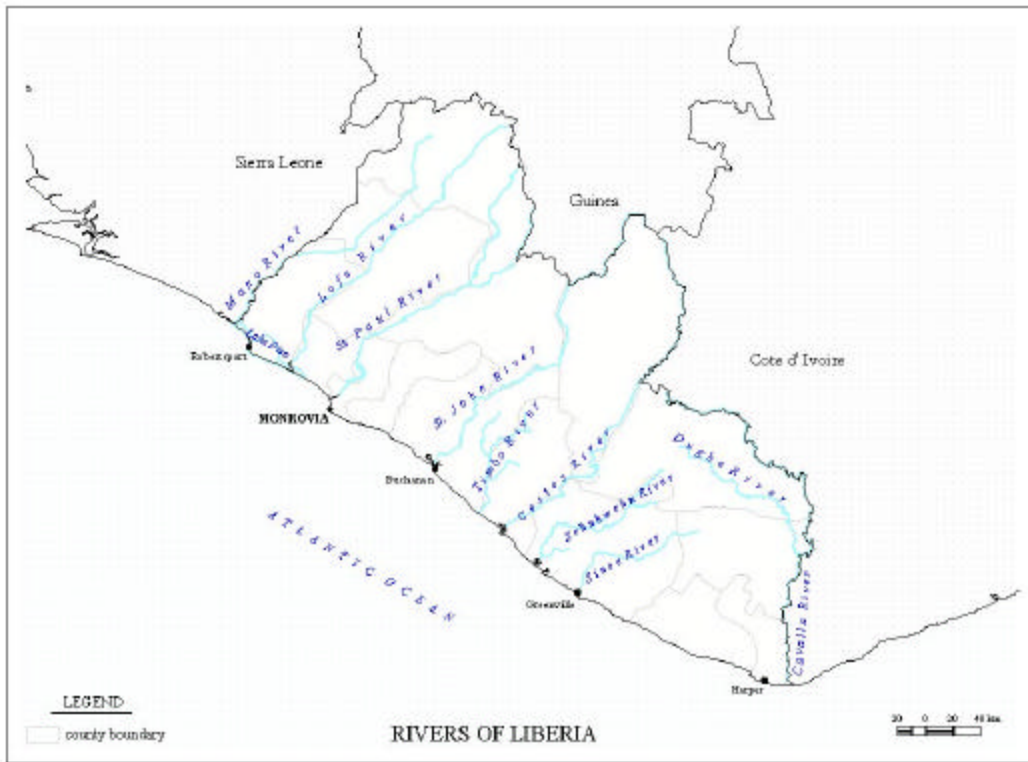 Sierra Leone
Guinea
Mano River
Lofa River
St Paul River
Cote d' Ivoire
MONROVIA
St. John River
Timbo River
Cestos River
Dugbe River
Buchanan
Sehnkwehn River
Sinoe River
ATLANTIC OCEAN
Greenville
Cavalla River
Harper
LEGEND
county boundary
RIVERS OF LIBERIA
20 0 20 40 km